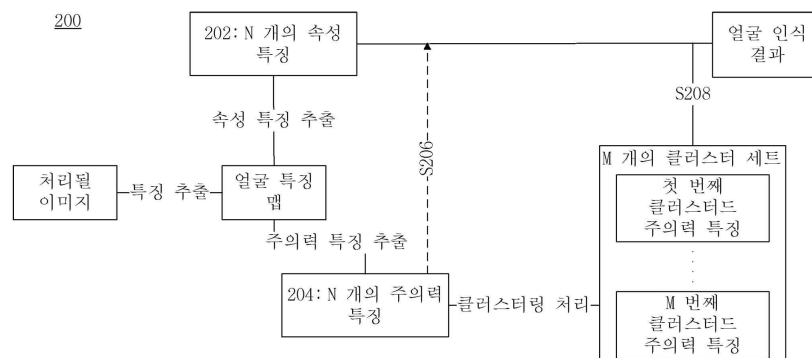 200
202: N 개의 속성
특징
얼굴 인식
결과
S208
속성 특징 추출
S206
M 개의 클러스터 세트
첫 번째
클러스터드
주의력 특징
처리될
이미지
특징 추출
얼굴 특징
맵
주의력 특징 추출
204: N 개의 주의력
특징
클러스터링 처리
M 번째
클러스터드
주의력 특징